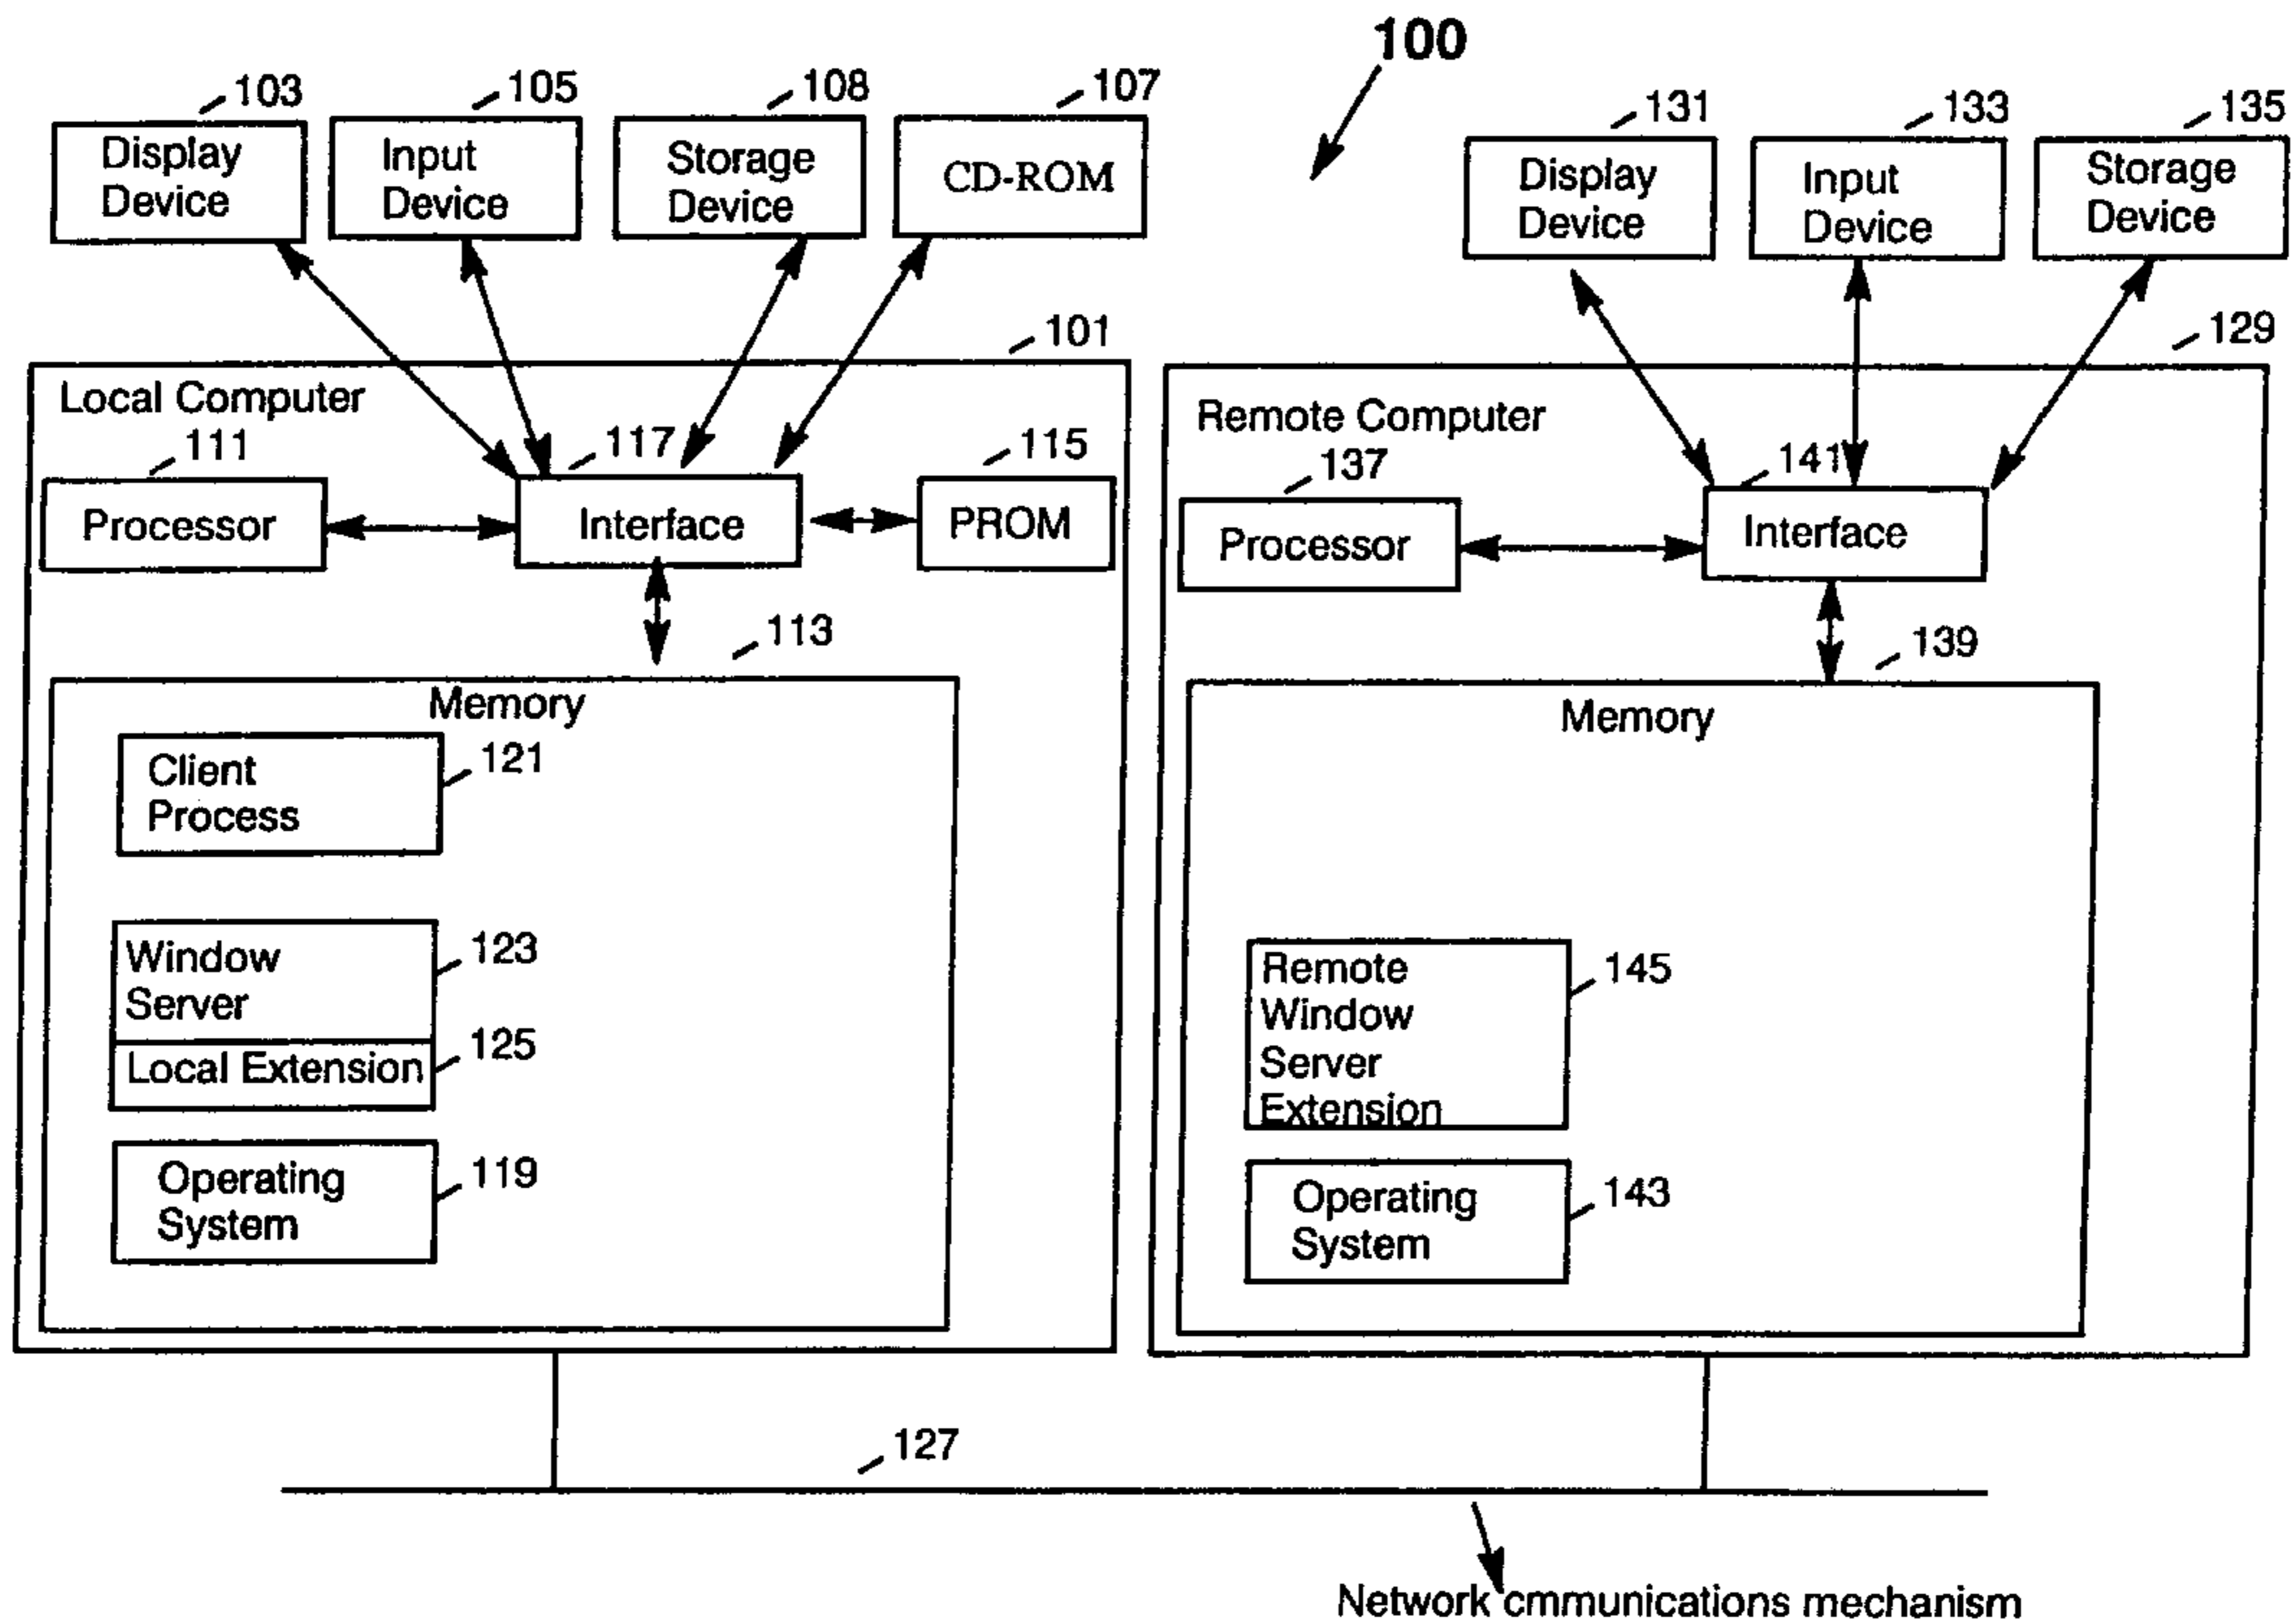 100
103
105
108
107
131
133
135
Display
Device
Input
Device
Storage
Device
CD-ROM
Display
Device
Input
Device
Storage
Device
101
129
Local Computer
111
117
115
Processor
Interface
PROM
113
Memory
Client
Process
121
Window
Server
123
Local Extension
125
Operating
System
119
Remote Computer
137
141
Processor
Interface
139
Memory
Remote
Window
Server
Extension
145
Operating
System
143
127
Network cmmunications mechanism